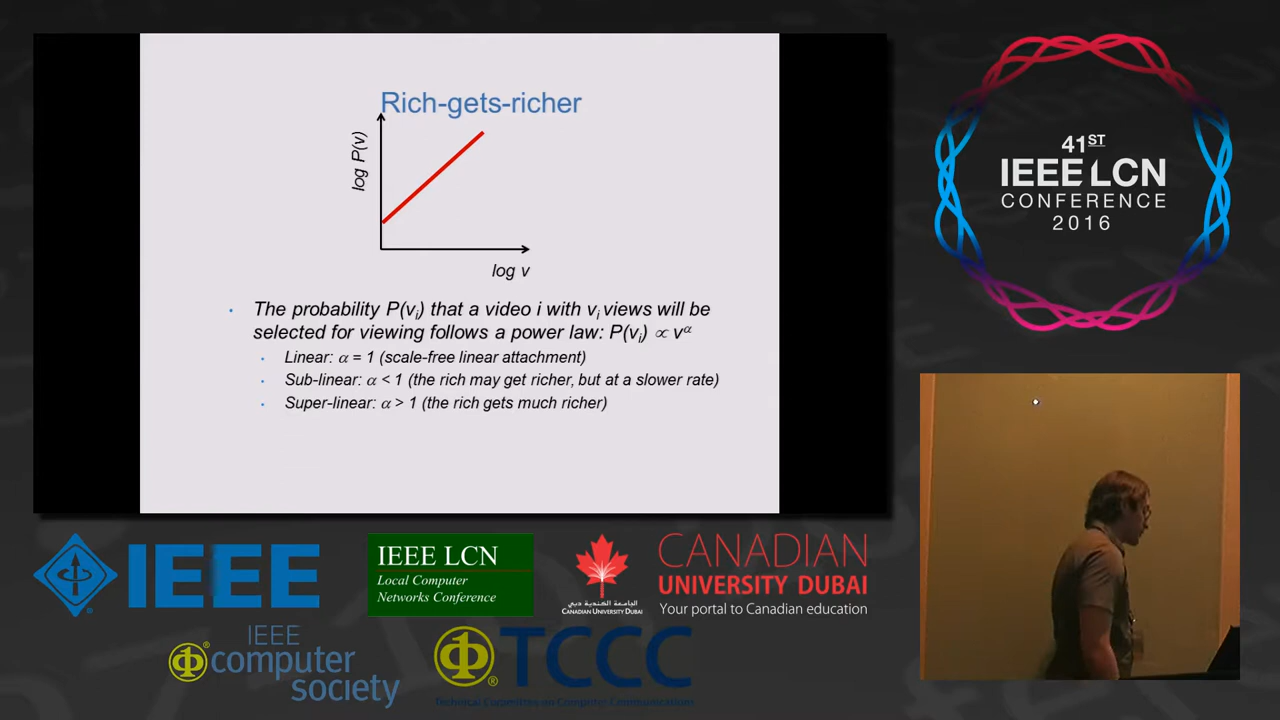 Rich-gets-richer
log P(v)
log v
• The probability P(vi) that a video i with vi views will be
selected for viewing follows a power law: P(vi) ∝ vα
• Linear: α = 1 (scale-free linear attachment)
• Sub-linear: α < 1 (the rich may get richer, but at a slower rate)
• Super-linear: α > 1 (the rich gets much richer)
41ST
IEEE LCN
CONFERENCE
2016
IEEE
IEEE LCN
Local Computer
Networks Conference
الجامعة الكندية دبي
CANADIAN UNIVERSITY DUBAI
CANADIAN
UNIVERSITY DUBAI
Your portal to Canadian education
IEEE
computer
society
TCCC
Technical Committee on Computer Communications